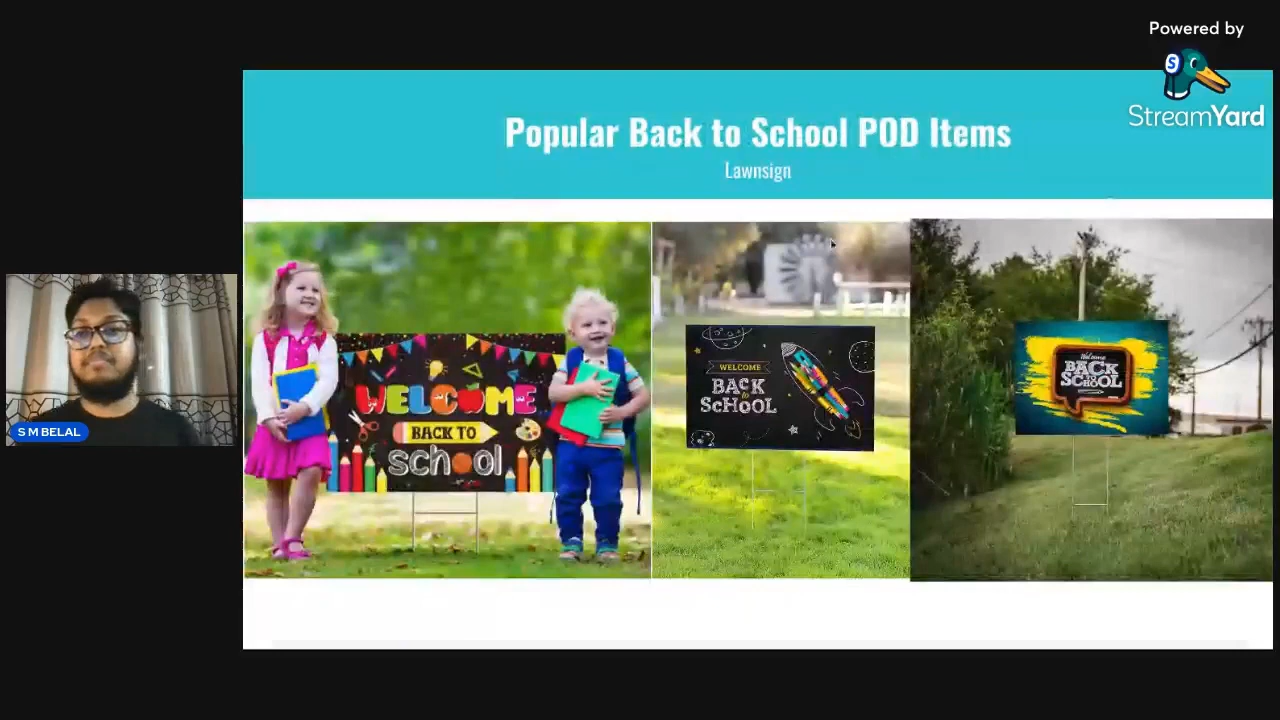 Powered by
StreamYard
Popular Back to School POD Items
Lawnsign
S M BELAL
WELCOME
BACK TO
school
WELCOME
BACK
to
SCHOOL
Welcome
BACK
to
SCHOOL